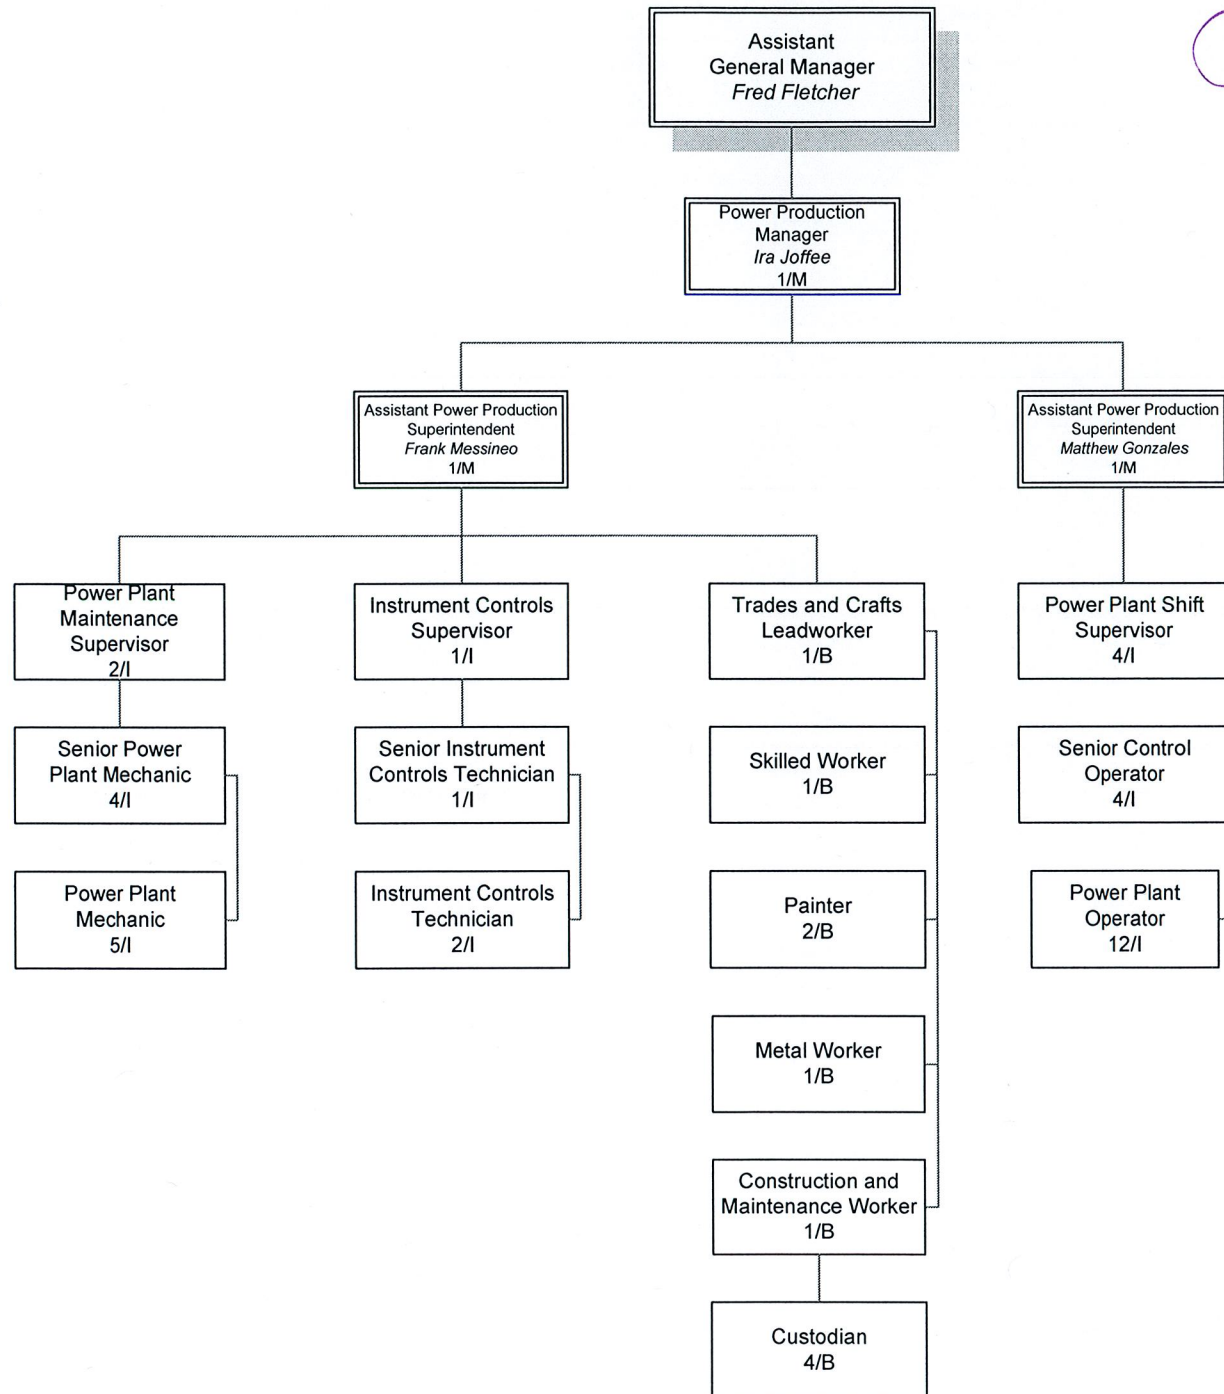 Assistant
General Manager
Fred Fletcher
Power Production
Manager
Ira Joffee
1/M
Assistant Power Production
Superintendent
Frank Messineo
1/M
Assistant Power Production
Superintendent
Matthew Gonzales
1/M
Power Plant
Maintenance
Supervisor
2/I
Instrument Controls
Supervisor
1/I
Trades and Crafts
Leadworker
1/B
Power Plant Shift
Supervisor
4/I
Senior Power
Plant Mechanic
4/I
Senior Instrument
Controls Technician
1/I
Skilled Worker
1/B
Senior Control
Operator
4/I
Power Plant
Mechanic
5/I
Instrument Controls
Technician
2/I
Painter
2/B
Power Plant
Operator
12/I
Metal Worker
1/B
Construction and
Maintenance Worker
1/B
Custodian
4/B